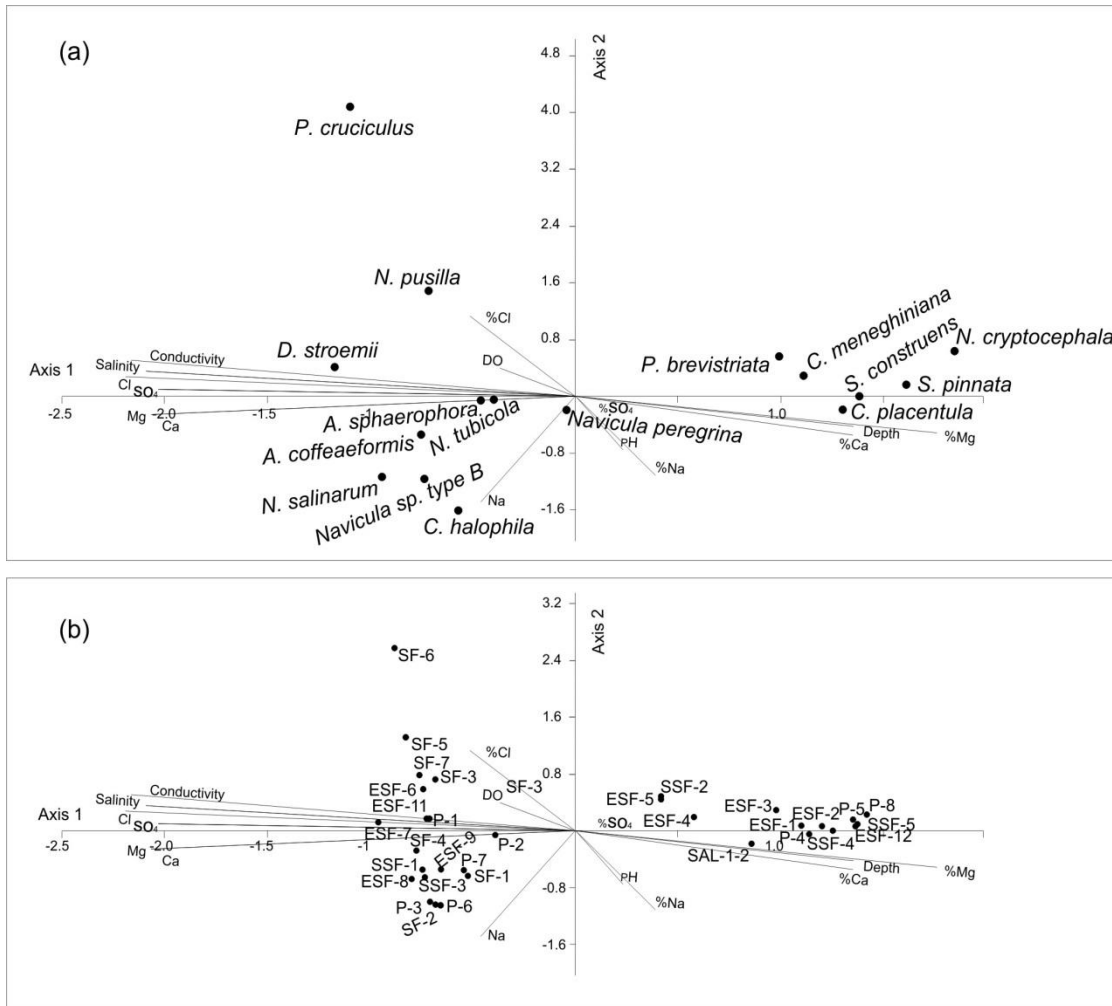 (a)
Axis 2
4.8
4.0
P. cruciculus
3.2
2.4
N. pusilla
1.6
%Cl
D. stroemii
0.8
DO
P. brevistriata
C. meneghiniana
S. construens
N. cryptocephala
Conductivity
Salinity
Axis 1
Cl
SO₄
S. pinnata
-2.5
-2.0
-1.5
-1
1.0
Mg
Ca
A. sphaerophora
N. tubicola
%SO₄
Navicula peregrina
C. placentula
Depth
%Mg
%Ca
A. coffeaeformis
-0.8
pH
%Na
N. salinarum
Navicula sp. type B
Na
C. halophila
-1.6
(b)
Axis 2
3.2
SF-6
2.4
1.6
SF-5
%Cl
SF-7
SF-3
0.8
SF-3
DO
ESF-6
ESF-11
P-1
SSF-2
ESF-5
ESF-4
ESF-3
ESF-2
P-5
P-8
Conductivity
Salinity
Axis 1
Cl
SO₄
%SO₄
ESF-1
SSF-5
ESF-12
-2.5
-2.0
-1.5
-1.0
1.0
Mg
Ca
ESF-7
SF-4
ESF-9
P-2
P-4
SSF-4
SAL-1-2
Depth
%Mg
%Ca
SSF-1
P-7
ESF-8
SSF-3
SF-1
-0.8
pH
%Na
P-3
SF-2
P-6
Na
-1.6